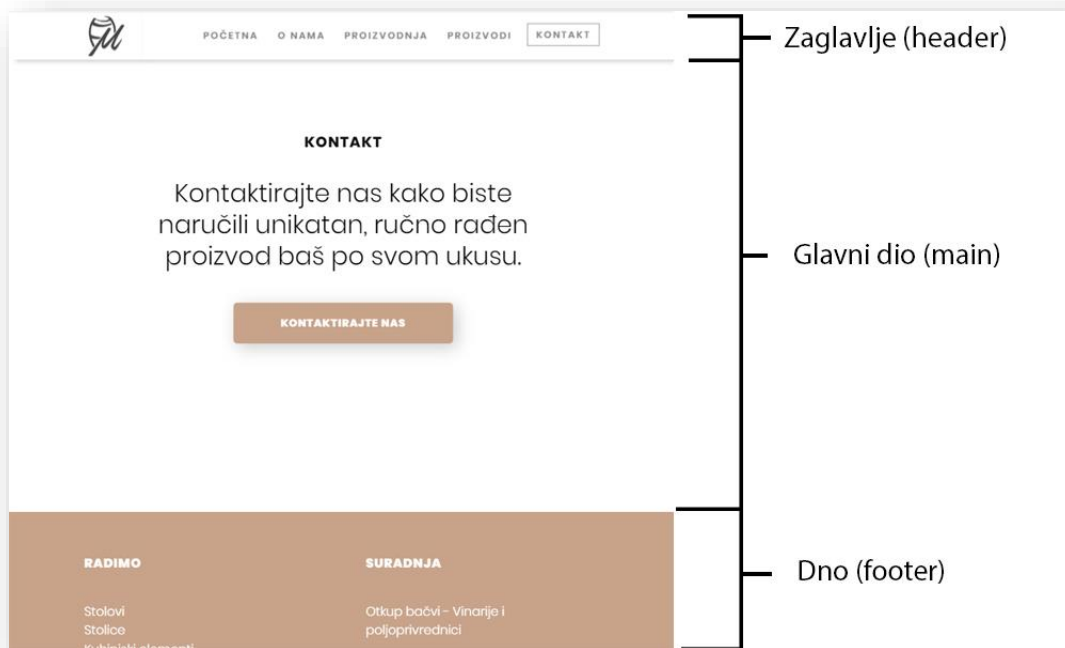 POČETNA O NAMA PROIZVODNJA PROIZVODI KONTAKT
Zaglavlje (header)
KONTAKT
Kontaktirajte nas kako biste
naručili unikatan, ručno rađen
proizvod baš po svom ukusu.
Glavni dio (main)
KONTAKTIRAJTE NAS
RADIMO
SURADNJA
Dno (footer)
Stolovi
Stolice
Otkup bačvi - Vinarije i
poljoprivrednici